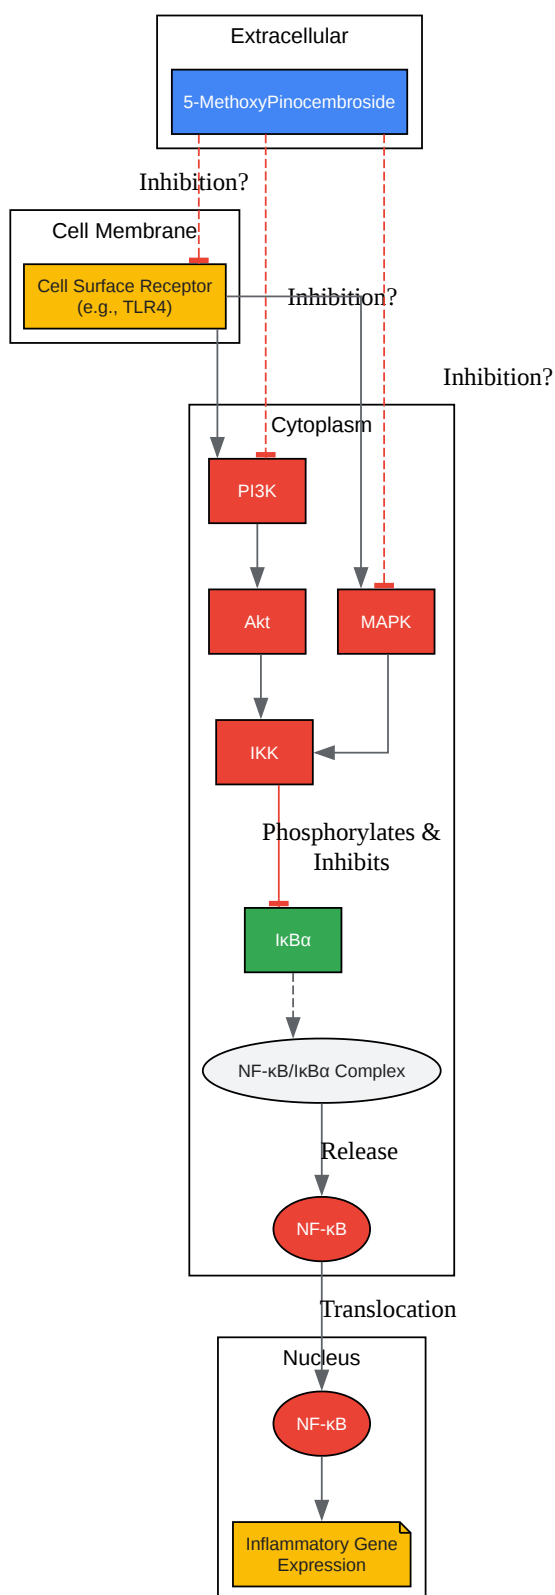 Extracellular
5-MethoxyPinocembroside
Inhibition?
Cell Membrane
Cell Surface Receptor
(e.g., TLR4)
Inhibition?
Inhibition?
Cytoplasm
PI3K
Akt
MAPK
IKK
Phosphorylates &
Inhibits
IκBα
NF-κB/IκBα Complex
Release
NF-κB
Translocation
Nucleus
NF-κB
Inflammatory Gene
Expression